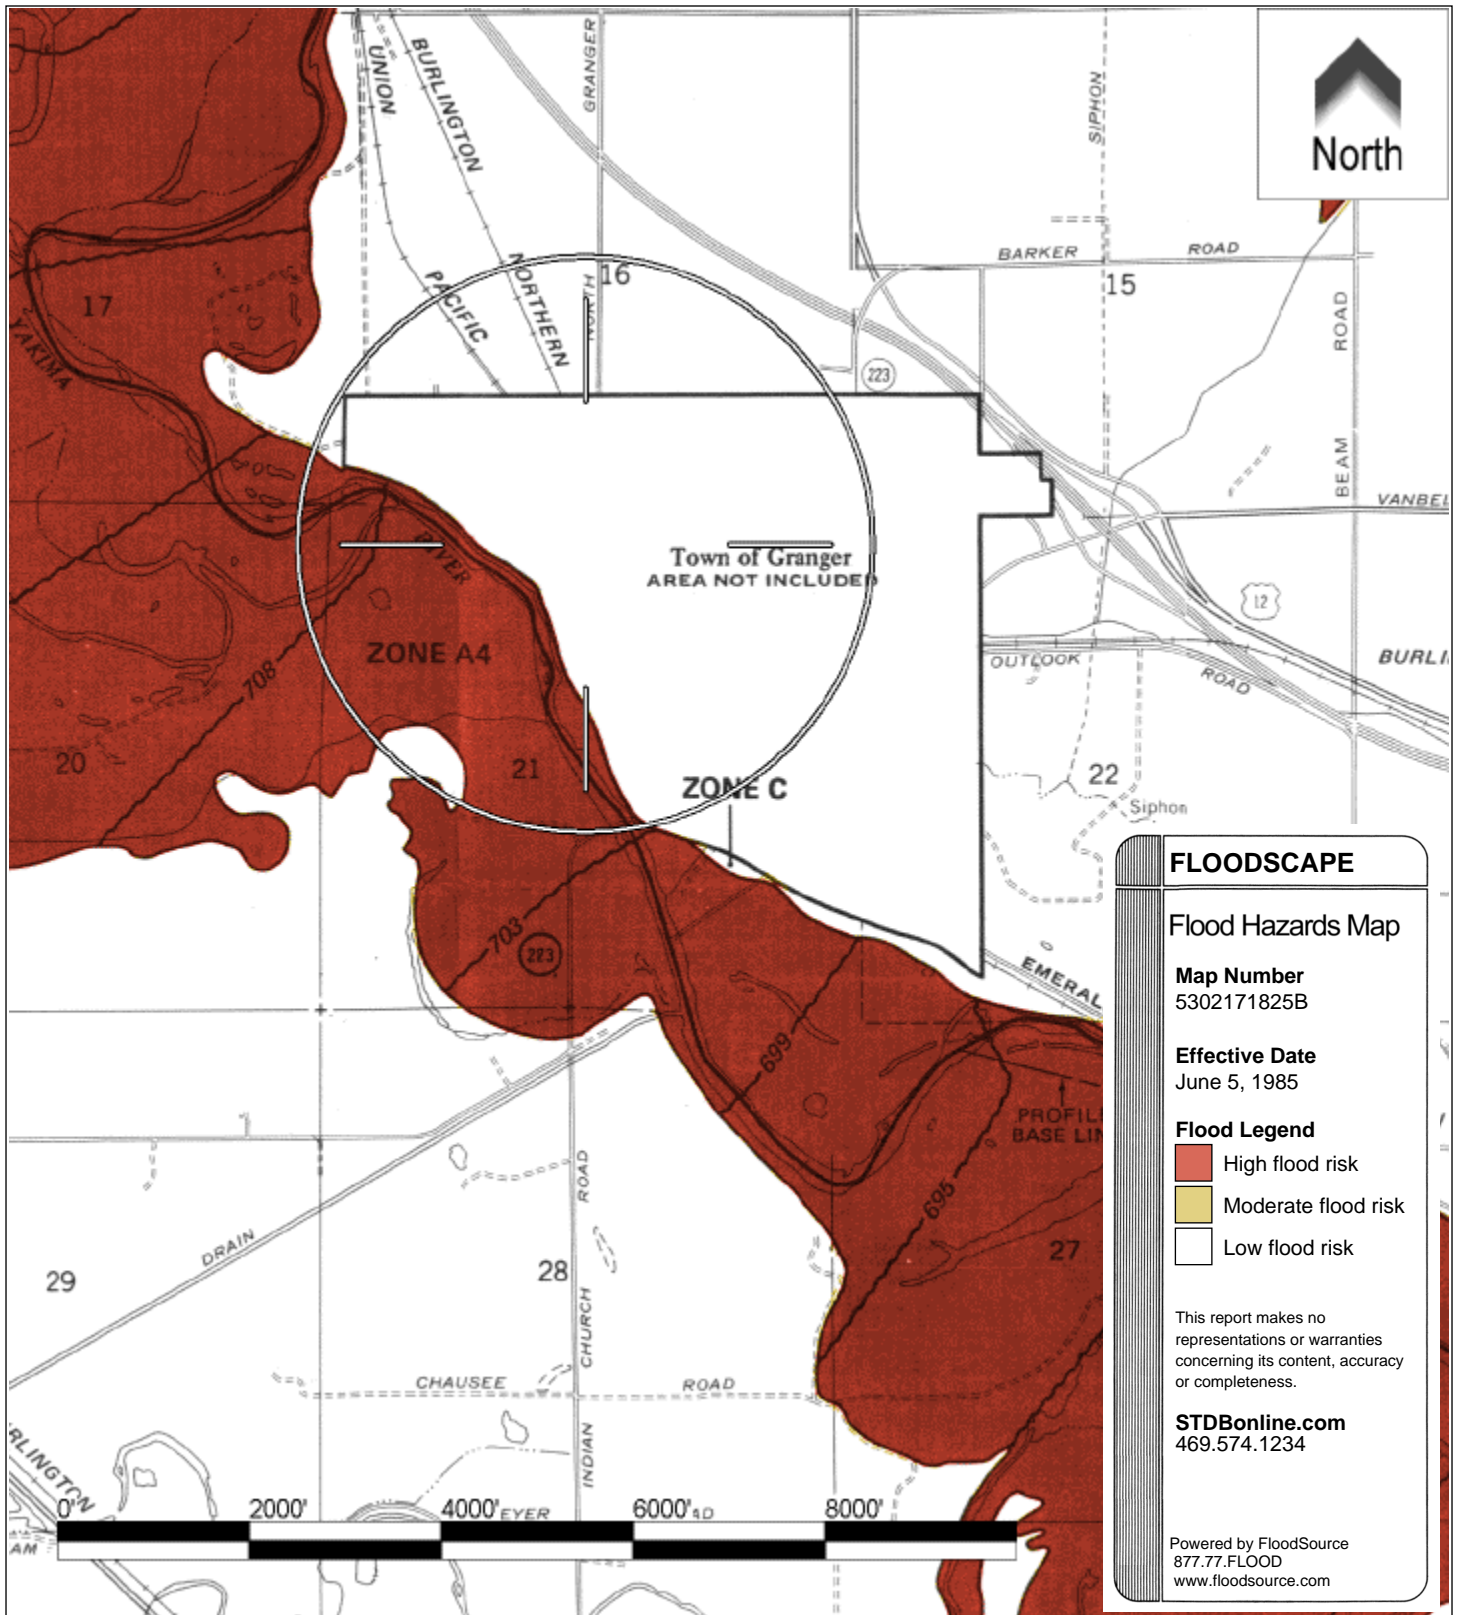 UNION
BURLINGTON
GRANGER
SIPHON
North
BARKER ROAD
16
15
17
PACIFIC
NORTHERN
NORTH
ROAD
YAKIMA
223
BEAM
VANBEL
RIVER
Town of Granger
AREA NOT INCLUDED
12
ZONE A4
OUTLOOK
ROAD
BURLI
708
20
21
ZONE C
22
Siphon
703
223
EMERAL
699
PROFILE
BASE LIN
695
27
DRAIN
ROAD
29
28
CHURCH
CHAUSEE ROAD
INDIAN
RLINGTON
AM
EYER
AD
0' 2000' 4000' 6000' 8000'
FLOODSCAPE
Flood Hazards Map
Map Number
5302171825B
Effective Date
June 5, 1985
Flood Legend
High flood risk
Moderate flood risk
Low flood risk
This report makes no
representations or warranties
concerning its content, accuracy
or completeness.
STDBonline.com
469.574.1234
Powered by FloodSource
877.77.FLOOD
www.floodsource.com